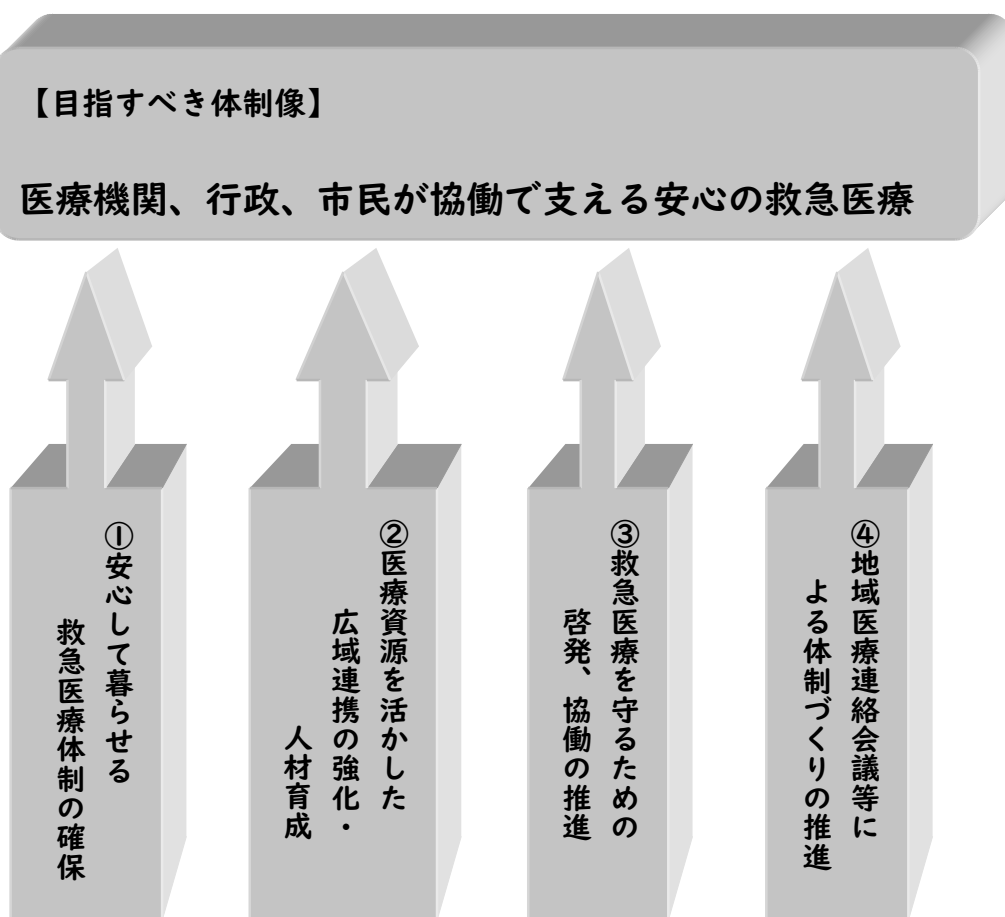 【目指すべき体制像】
医療機関、行政、市民が協働で支える安心の救急医療
①安心して暮らせる
救急医療体制の確保
②医療資源を活かした
広域連携の強化・
人材育成
③救急医療を守るための
啓発、協働の推進
④地域医療連絡会議等に
よる体制づくりの推進